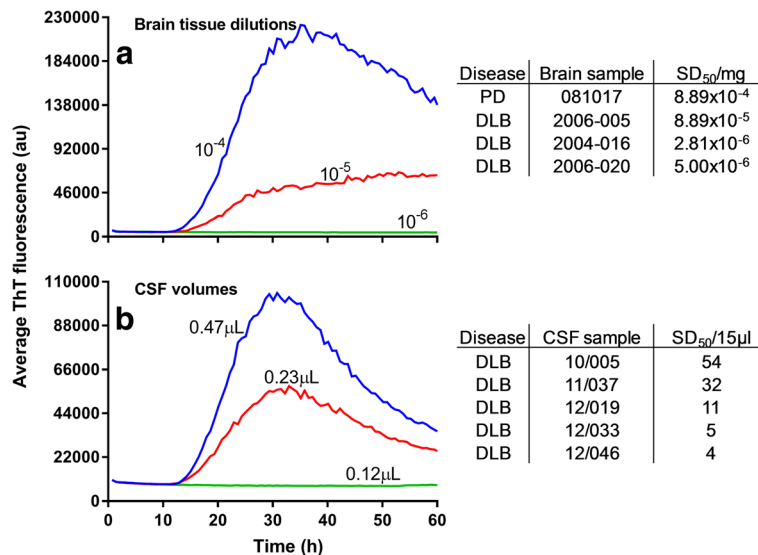 Average ThT fluorescence (au)
a
Brain tissue dilutions
230000
184000
138000
92000
46000
0
10-4
10-5
10-6
Disease Brain sample SD50/mg
PD 081017 8.89x10-4
DLB 2006-005 8.89x10-5
DLB 2004-016 2.81x10-6
DLB 2006-020 5.00x10-6
b
CSF volumes
110000
88000
66000
44000
22000
0
0.47µL
0.23µL
0.12µL
0 10 20 30 40 50 60
Time (h)
Disease CSF sample SD50/15µl
DLB 10/005 54
DLB 11/037 32
DLB 12/019 11
DLB 12/033 5
DLB 12/046 4